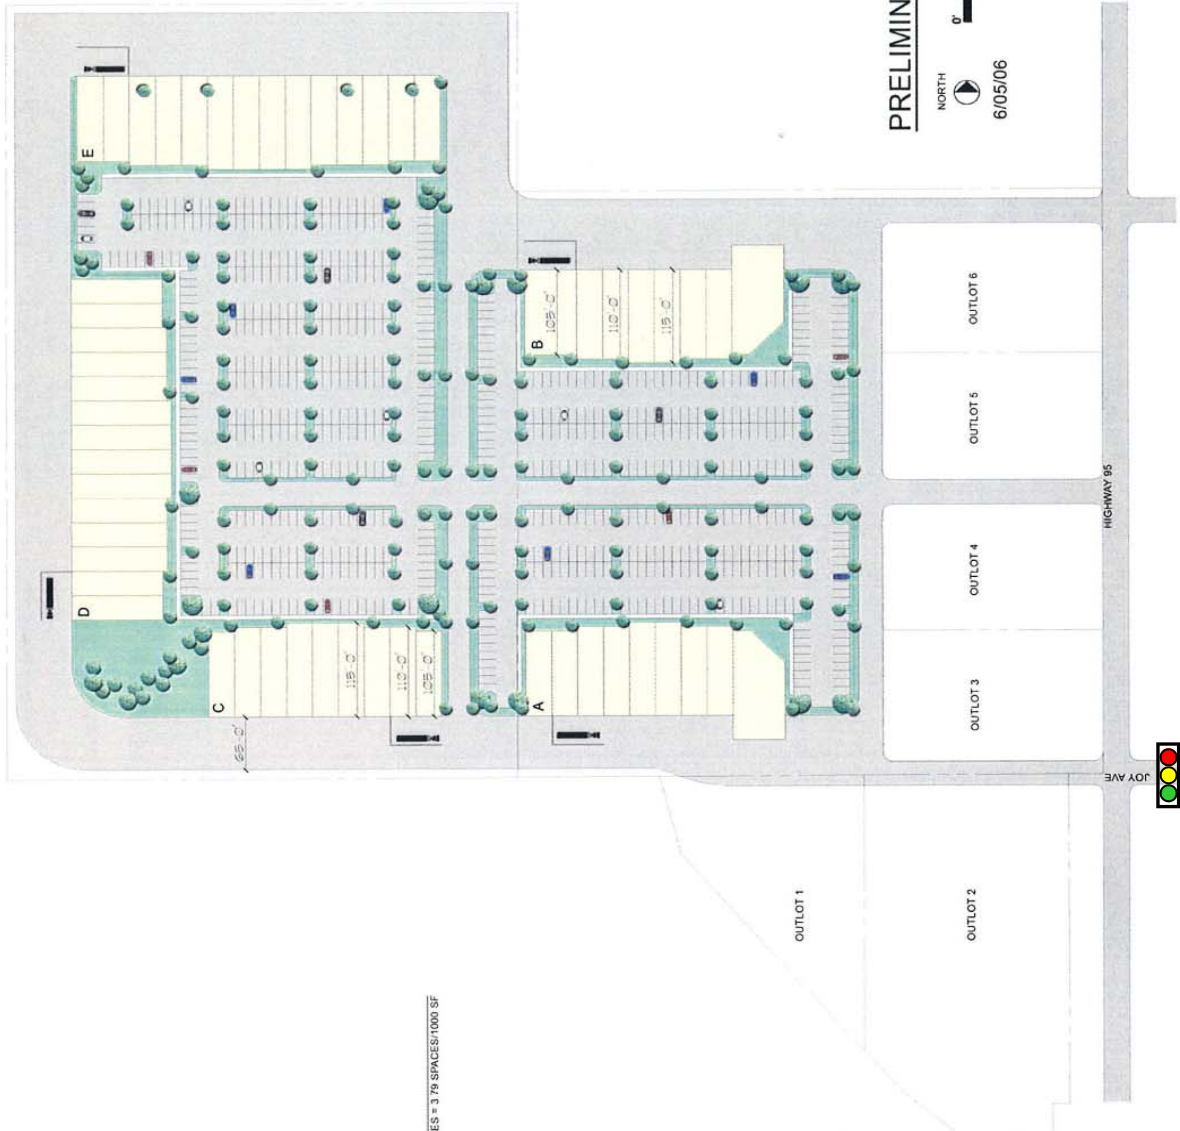 PRELIMIN
NORTH
0'
6/05/06
E
D
C
B
A
105'-0"
110'-0"
115'-0"
115'-0"
110'-0"
105'-0"
65'-0"
OUTLOT 6
OUTLOT 5
OUTLOT 4
OUTLOT 3
OUTLOT 1
OUTLOT 2
HIGHWAY 95
JOY AVE
ES = 3.79 SPACES/1000 SF